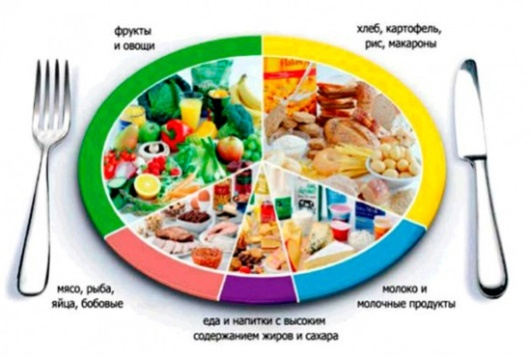 фрукты
и овощи
хлеб, картофель,
рис, макароны
мясо, рыба,
яйца, бобовые
молоко и
молочные продукты
еда и напитки с высоким
содержанием жиров и сахара